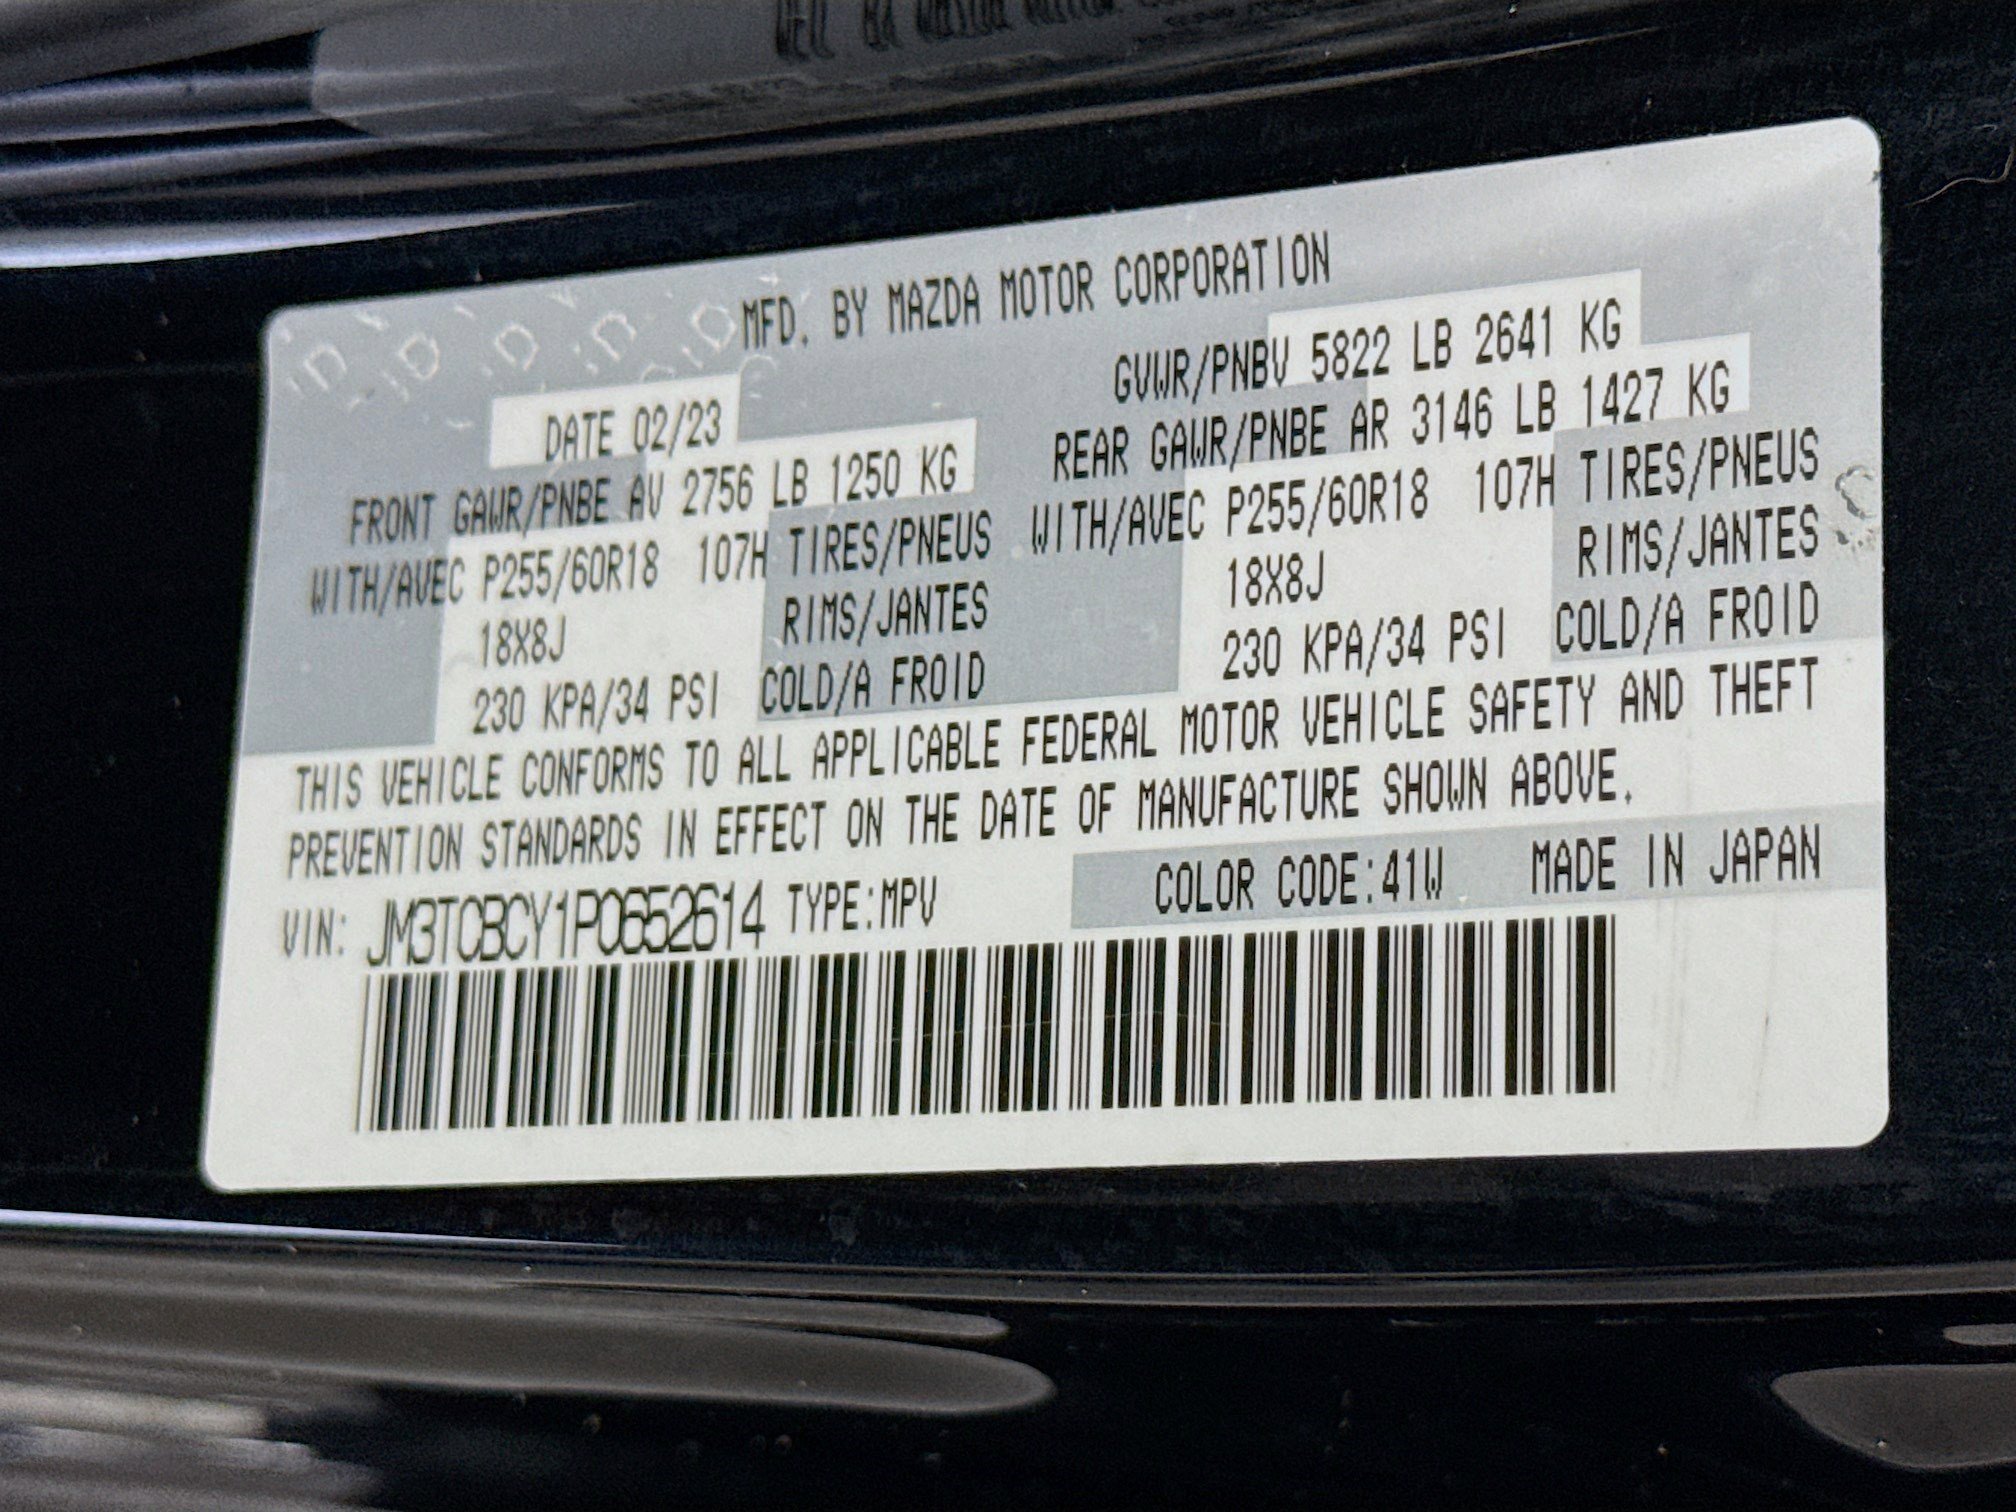 MFD. BY MAZDA MOTOR CORPORATION
DATE 02/23 GVWR/PNBV 5822 LB 2641 KG
FRONT GAWR/PNBE AV 2756 LB 1250 KG REAR GAWR/PNBE AR 3146 LB 1427 KG
WITH/AVEC P255/60R18 107H TIRES/PNEUS WITH/AVEC P255/60R18 107H TIRES/PNEUS
18X8J RIMS/JANTES 18X8J RIMS/JANTES
230 KPA/34 PSI COLD/A FROID 230 KPA/34 PSI COLD/A FROID
THIS VEHICLE CONFORMS TO ALL APPLICABLE FEDERAL MOTOR VEHICLE SAFETY AND THEFT
PREVENTION STANDARDS IN EFFECT ON THE DATE OF MANUFACTURE SHOWN ABOVE.
VIN: JM3TCBCY1P0652614 TYPE:MPV COLOR CODE:41W MADE IN JAPAN